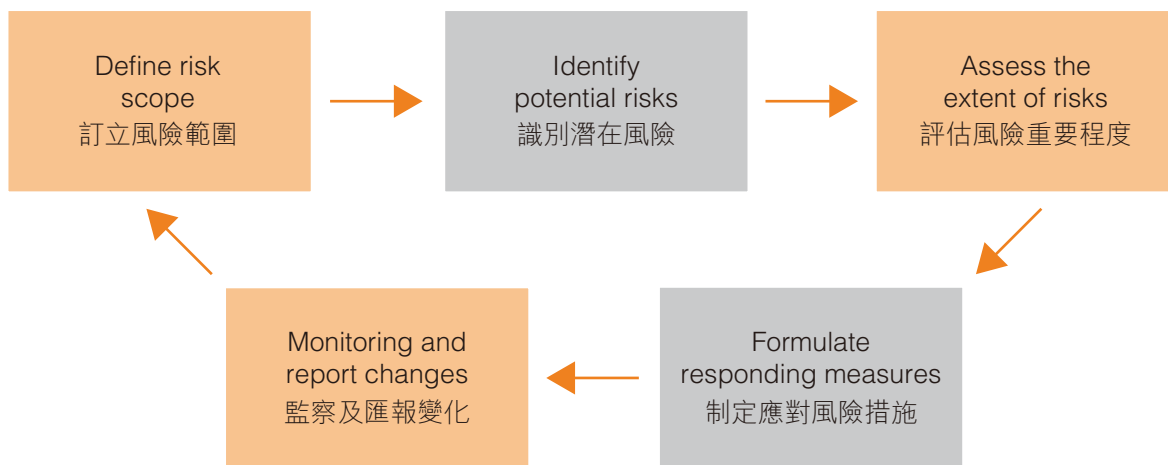 Define risk
scope
訂立風險範圍
Identify
potential risks
識別潛在風險
Assess the
extent of risks
評估風險重要程度
Formulate
responding measures
制定應對風險措施
Monitoring and
report changes
監察及匯報變化